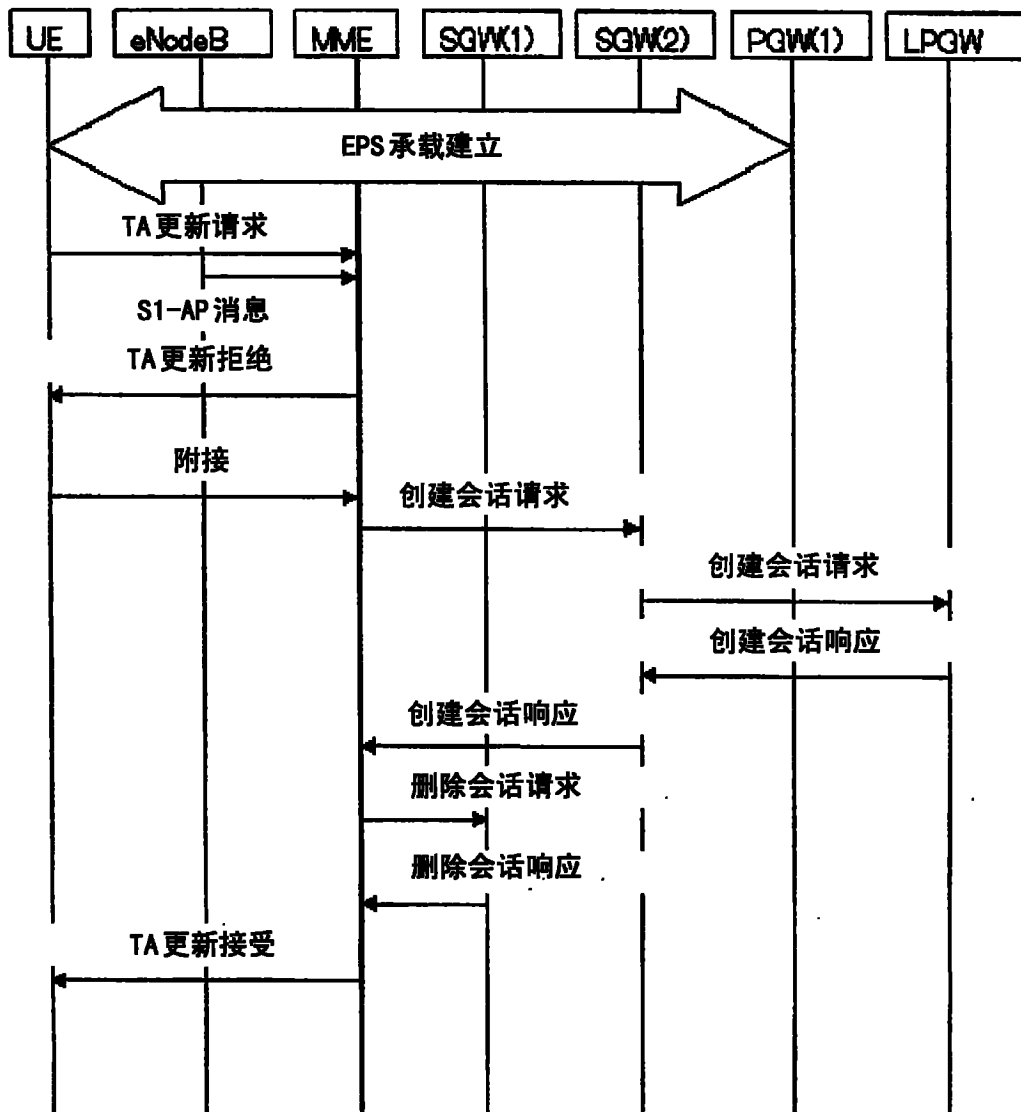 UE eNodeB MME SGW(1) SGW(2) PGW(1) LPGW
EPS承载建立
TA更新请求
S1-AP消息
TA更新拒绝
附接
创建会话请求
创建会话请求
创建会话响应
创建会话响应
删除会话请求
删除会话响应
TA更新接受